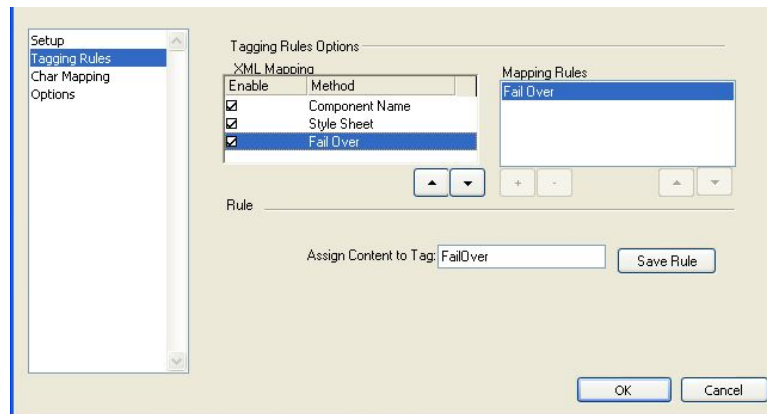 Setup
Tagging Rules
Char Mapping
Options
Tagging Rules Options
XML Mapping
Enable Method
Component Name
Style Sheet
Fail Over
Mapping Rules
Fail Over
+ -
Rule
Assign Content to Tag: FailOver
Save Rule
OK Cancel